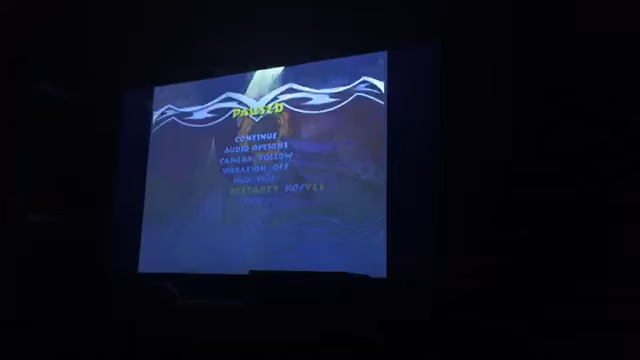 PAUSED
CONTINUE
AUDIO OPTIONS
CAMERA: FOLLOW
VIBRATION: OFF
HUD: FULL
RESTART? NO/YES